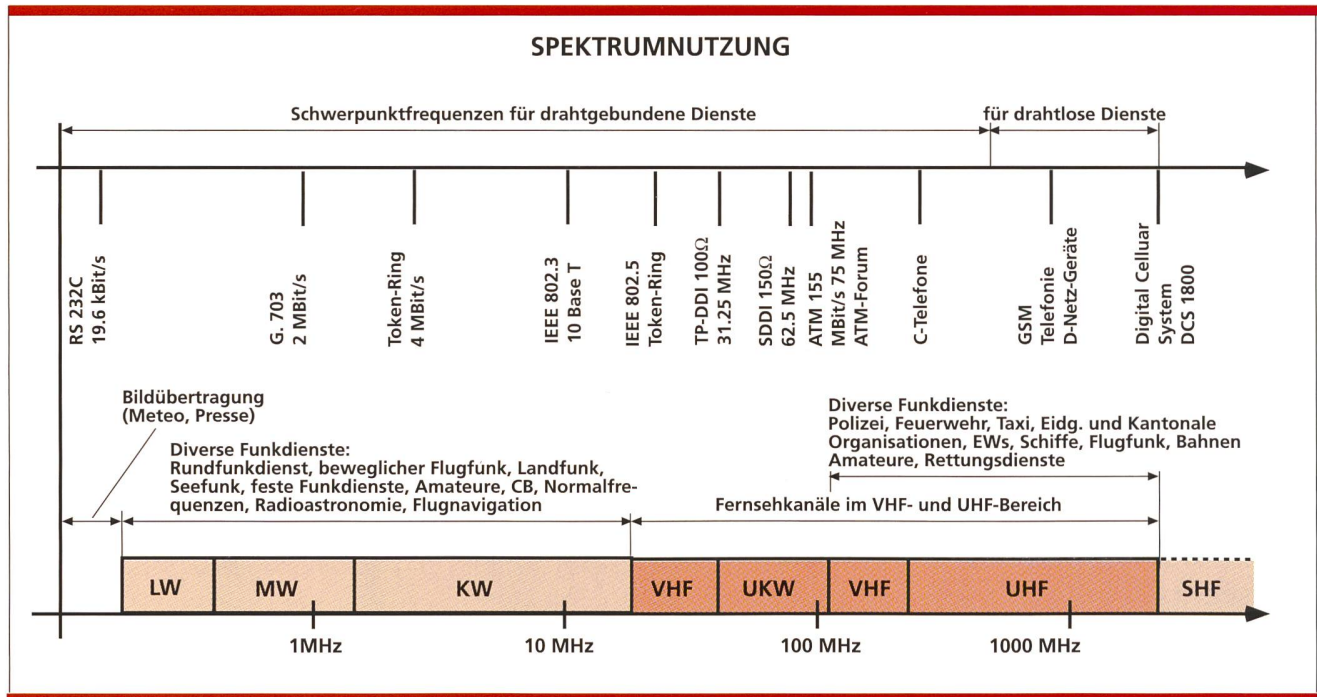 SPEKTRUMNUTZUNG
Schwerpunktfrequenzen für drahtgebundene Dienste
für drahtlose Dienste
RS 232C
19.6 kBit/s
G. 703
2 MBit/s
Token-Ring
4 MBit/s
IEEE 802.3
10 Base T
IEEE 802.5
Token-Ring
TP-DDI 100Ω
31.25 MHz
SDDI 150Ω
62.5 MHz
ATM 155
MBit/s 75 MHz
ATM-Forum
C-Telefone
GSM
Telefonie
D-Netz-Geräte
Digital Celluar
System
DCS 1800
Bildübertragung
(Meteo, Presse)
Diverse Funkdienste:
Rundfunkdienst, beweglicher Flugfunk, Landfunk,
Seefunk, feste Funkdienste, Amateure, CB, Normalfre-
quenzen, Radioastronomie, Flugnavigation
Diverse Funkdienste:
Polizei, Feuerwehr, Taxi, Eidg. und Kantonale
Organisationen, EWs, Schiffe, Flugfunk, Bahnen
Amateure, Rettungsdienste
Fernsehkanäle im VHF- und UHF-Bereich
LW MW KW VHF UKW VHF UHF SHF
1MHz 10 MHz 100 MHz 1000 MHz